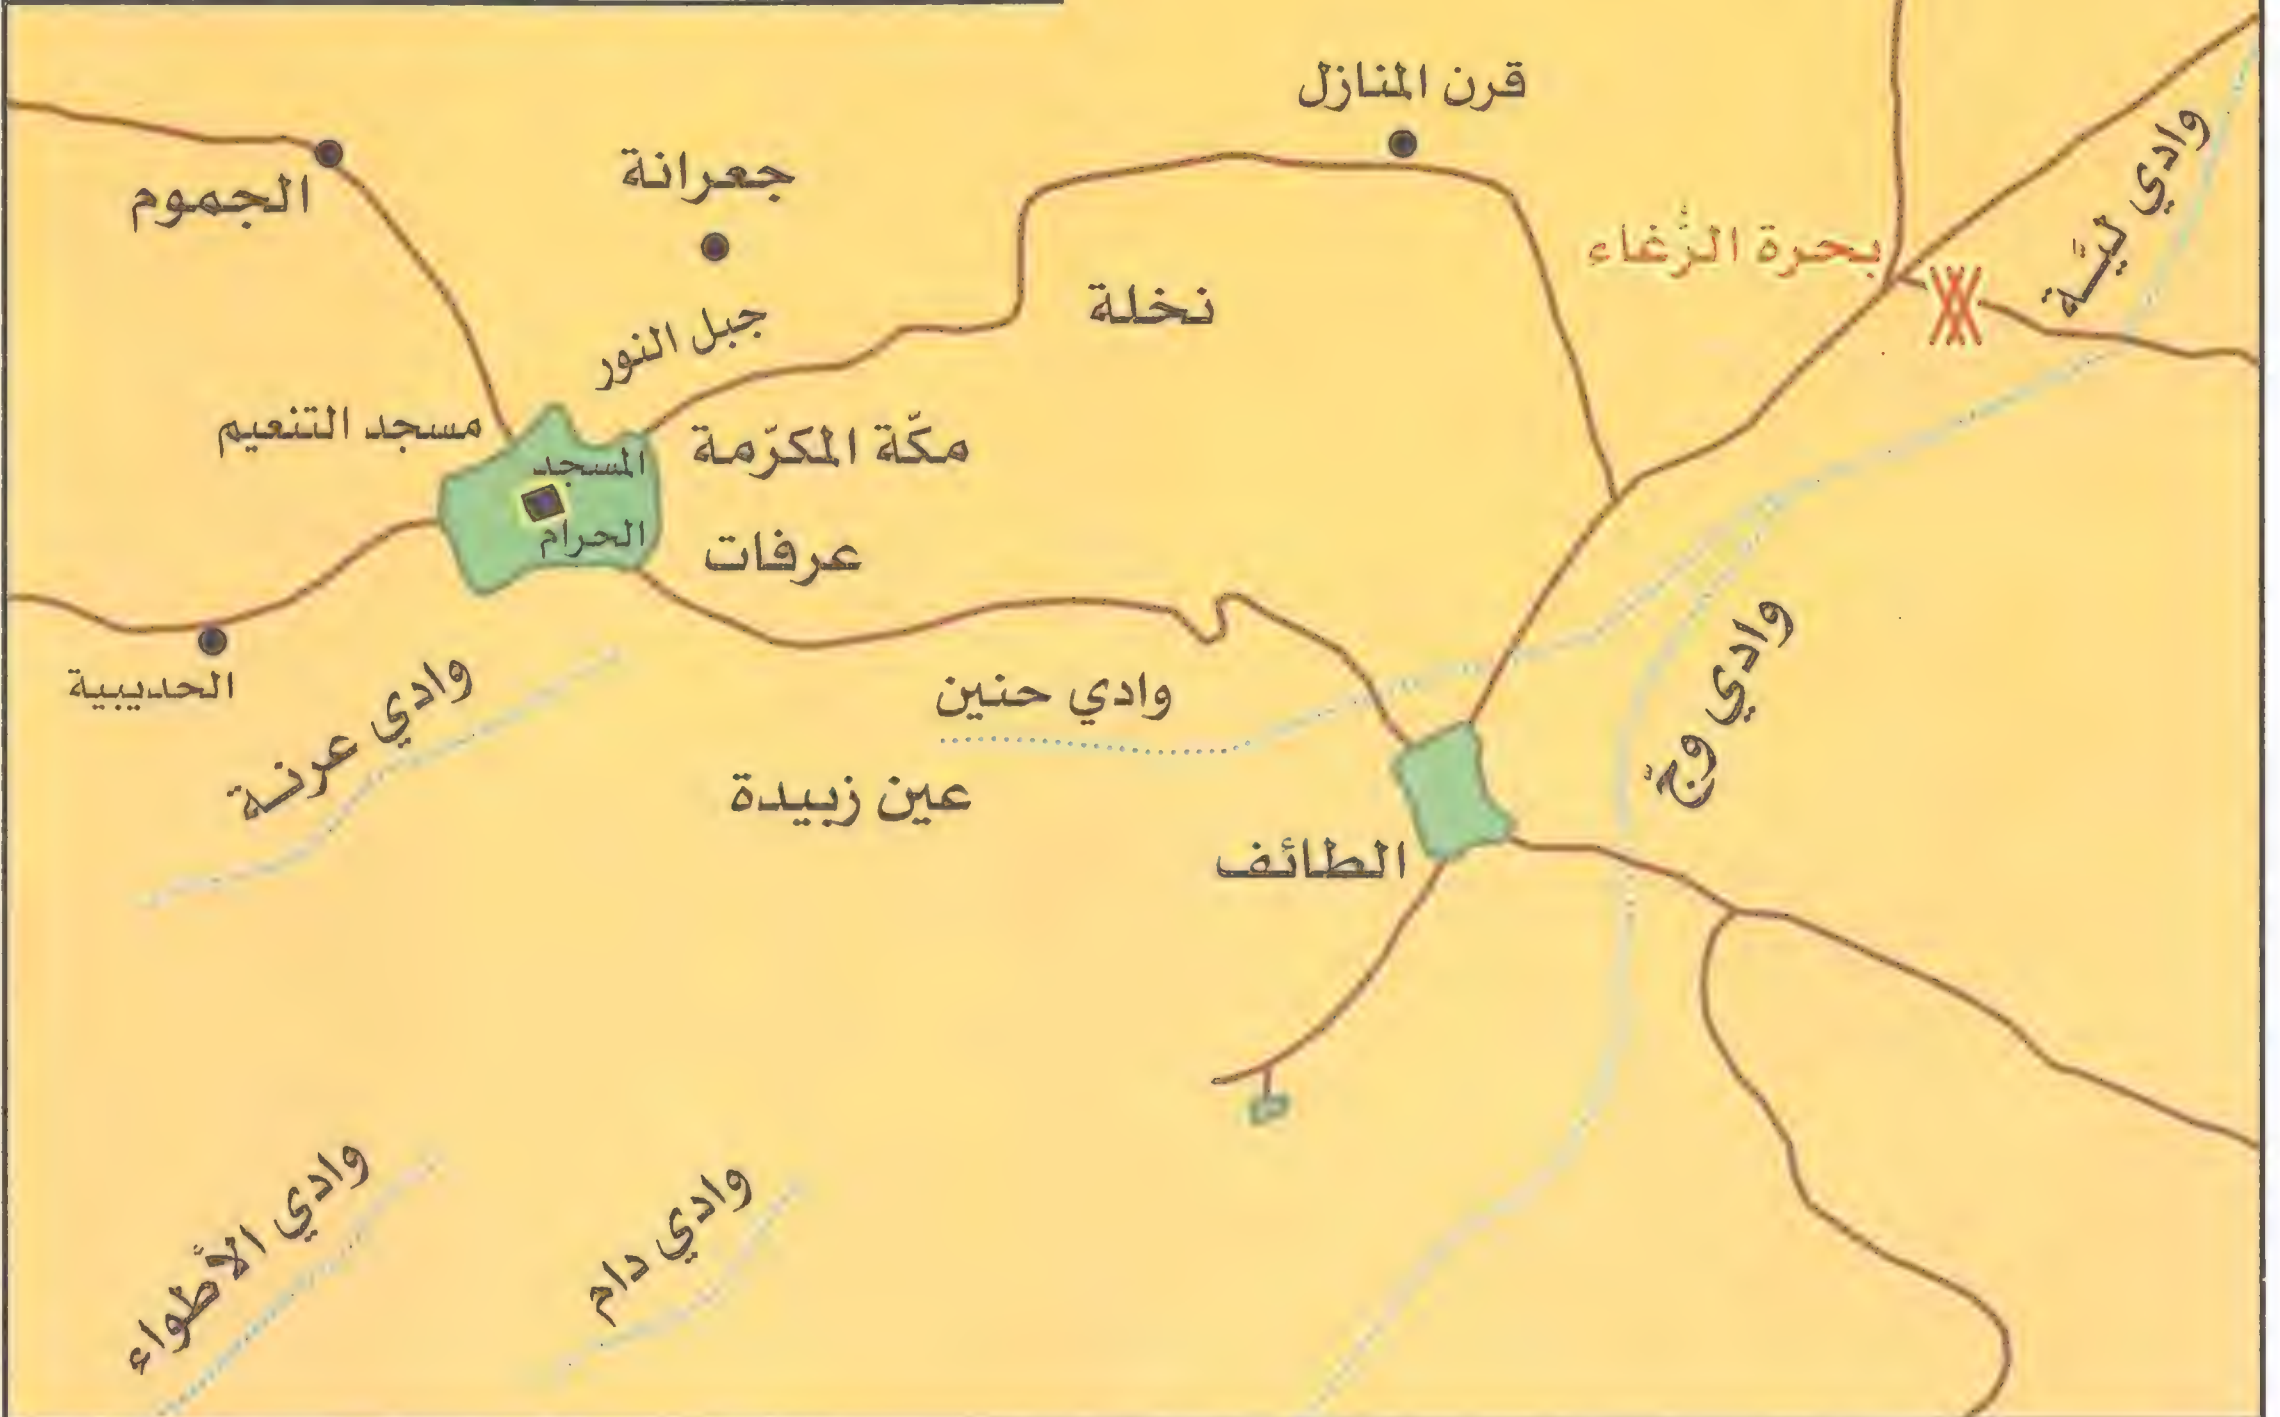 قرن المنازل
وادي ليّة
جعرانة
الجموم
بحرة الرُّغاء
نخلة
جبل النور
مسجد التنعيم
مكّة المكرّمة
المسجد
الحرام
عرفات
الحديبية
وادي عرنة
وادي حنين
وادي وجّ
عين زبيدة
الطائف
وادي الأطواء
وادي دام